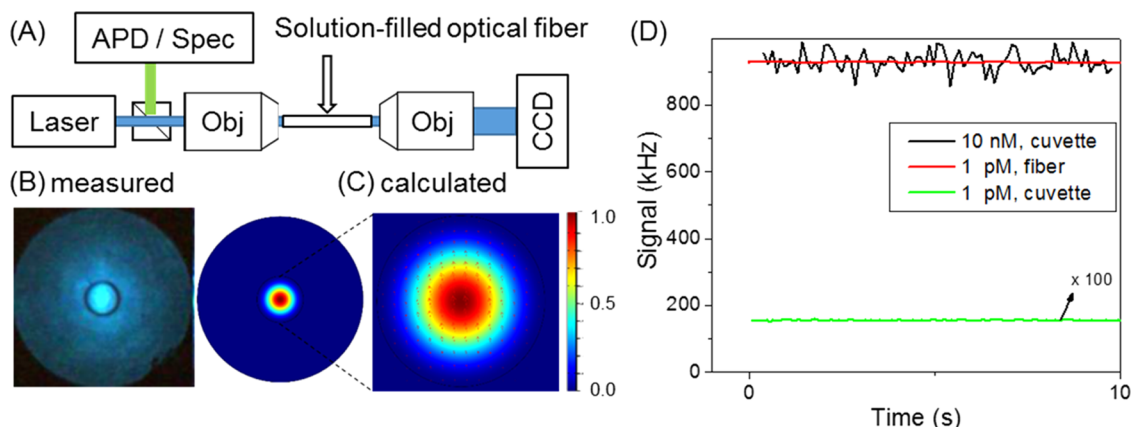 (A)
APD / Spec
Solution-filled optical fiber
Laser
Obj
Obj
CCD
(B) measured
(C) calculated
1.0
0.5
0.0
(D)
Signal (kHz)
800
600
400
200
0
10 nM, cuvette
1 pM, fiber
1 pM, cuvette
x 100
0
10
Time (s)